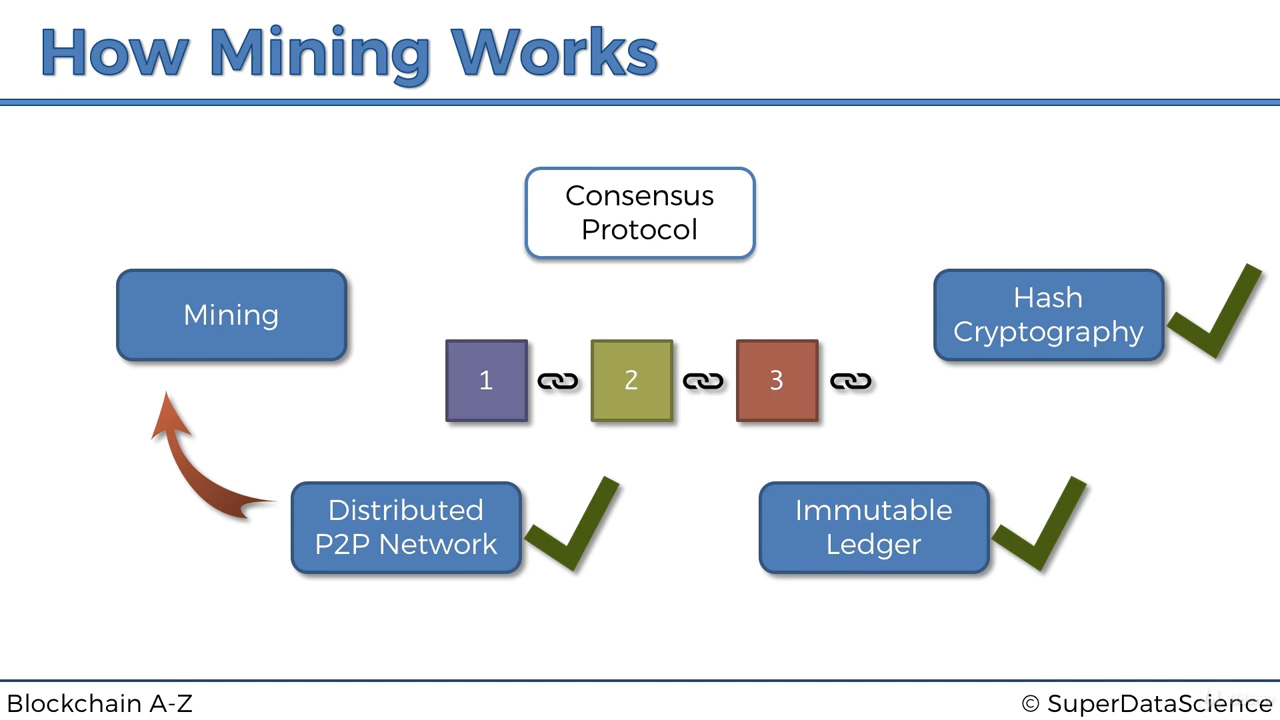 How Mining Works
Consensus
Protocol
Mining
Hash
Cryptography
1
2
3
Distributed
P2P Network
Immutable
Ledger
Blockchain A-Z
© SuperDataScience